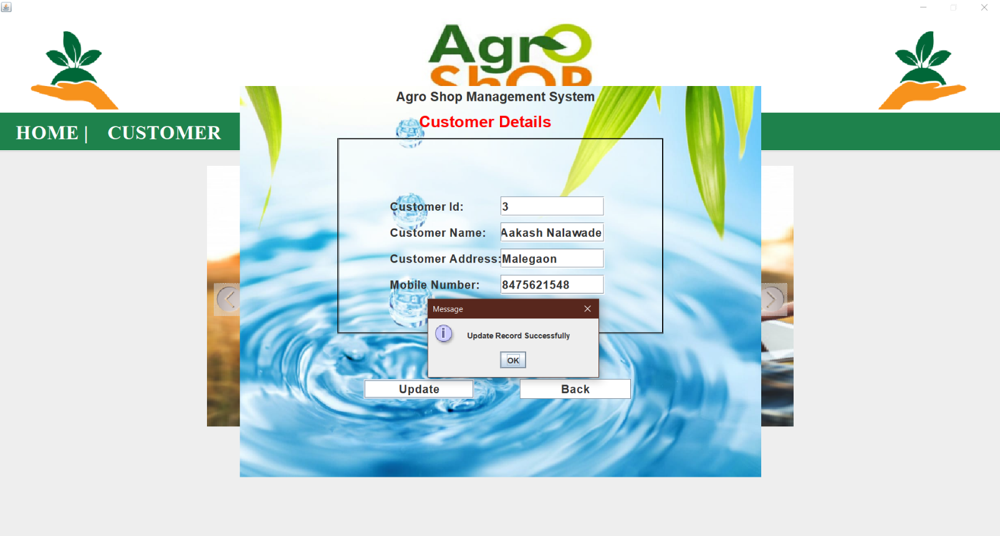 Agro
ShOP
Agro Shop Management System
Customer Details
HOME |
CUSTOMER
Customer Id:
3
Customer Name:
Aakash Nalawade
Customer Address:
Malegaon
Mobile Number:
8475621548
Message
i
Update Record Successfully
OK
Update
Back